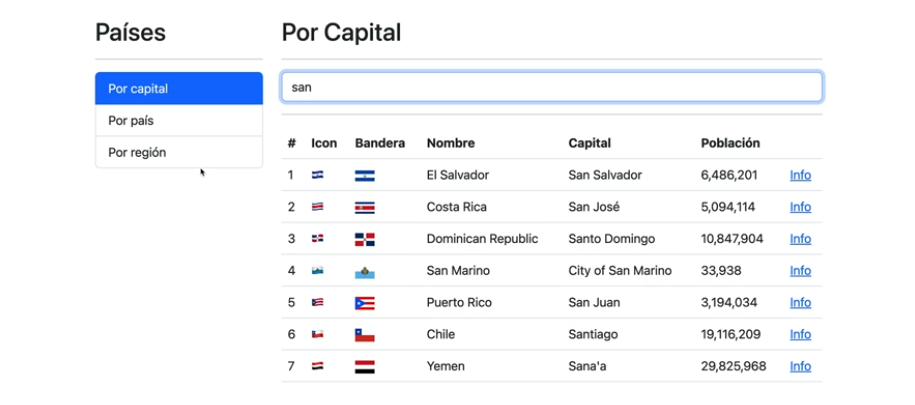 Países
Por Capital
Por capital
Por país
Por región
san
# Icon Bandera Nombre Capital Población
1 El Salvador San Salvador 6,486,201 Info
2 Costa Rica San José 5,094,114 Info
3 Dominican Republic Santo Domingo 10,847,904 Info
4 San Marino City of San Marino 33,938 Info
5 Puerto Rico San Juan 3,194,034 Info
6 Chile Santiago 19,116,209 Info
7 Yemen Sana'a 29,825,968 Info